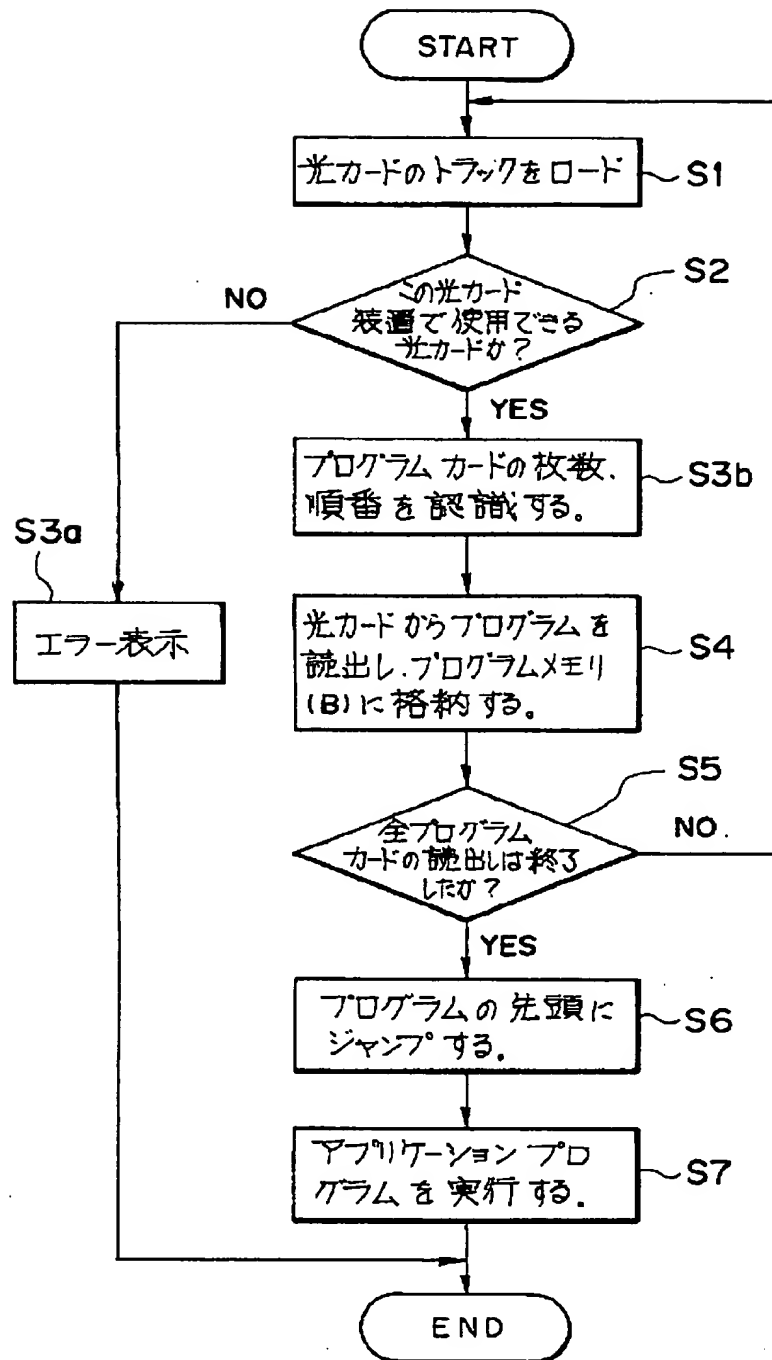 START
光カードのトラックをロード
S1
S2
NO
この光カード
装置で使用できる
光カードか?
YES
プログラムカードの枚数、
順番を認識する。
S3b
S3a
エラー表示
光カードからプログラムを
読出し、プログラムメモリ
(B)に格納する。
S4
S5
全プログラム
カードの読出しは終了
したか?
NO
YES
プログラムの先頭に
ジャンプする。
S6
アプリケーションプロ
グラムを実行する。
S7
END